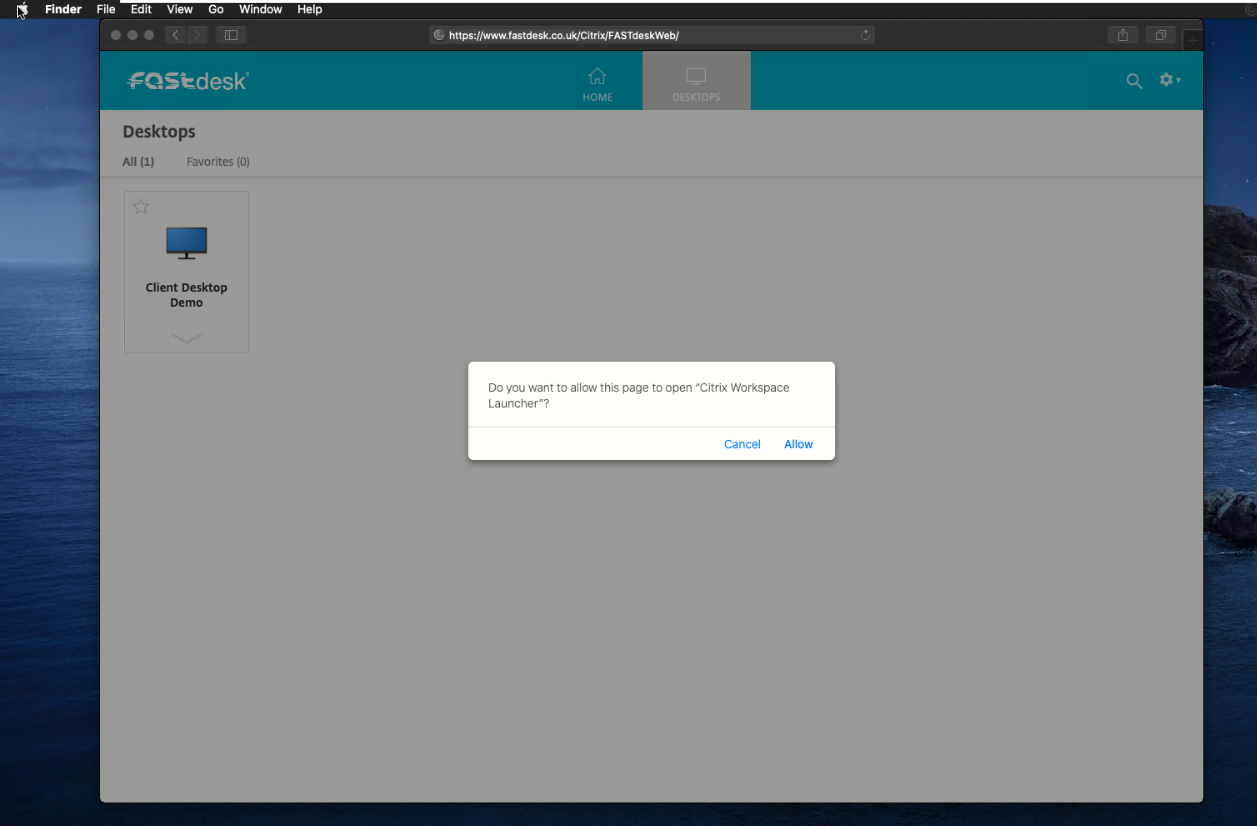 Finder File Edit View Go Window Help
https://www.fastdesk.co.uk/Citrix/FASTdeskWeb/
FASTdesk
HOME
DESKTOPS
Desktops
All (1) Favorites (0)
Client Desktop
Demo
Do you want to allow this page to open “Citrix Workspace
Launcher”?
Cancel Allow